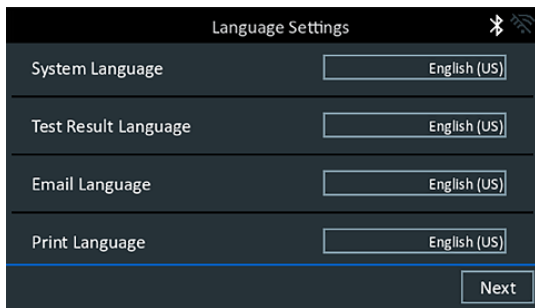 Language Settings
System Language English (US)
Test Result Language English (US)
Email Language English (US)
Print Language English (US)
Next